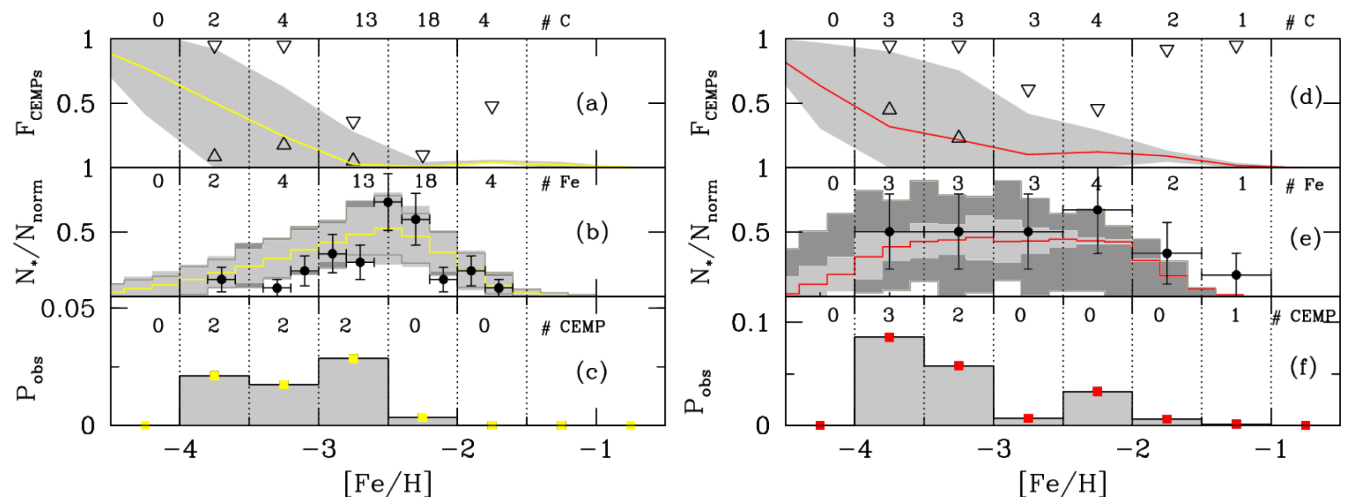 0 2 4 13 18 4 # C
1
0.5
F_CEMPs
(a)
1
0 2 4 13 18 4 # Fe
0.5
N_*/N_norm
(b)
0.05
0 2 2 2 0 0 # CEMP
P_obs
(c)
0
−4 −3 −2 −1
[Fe/H]
0 3 3 3 4 2 1 # C
1
0.5
F_CEMPs
(d)
1
0 3 3 3 4 2 1 # Fe
0.5
N_*/N_norm
(e)
0.1
0 3 2 0 0 0 1 # CEMP
P_obs
(f)
0
−4 −3 −2 −1
[Fe/H]